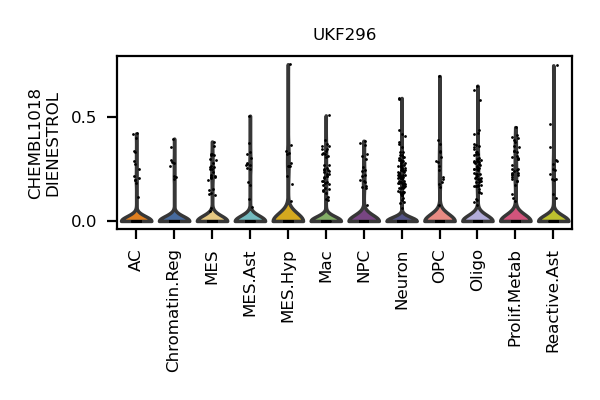 UKF296
CHEMBL1018
DIENESTROL
0.5
0.0
AC
Chromatin.Reg
MES
MES.Ast
MES.Hyp
Mac
NPC
Neuron
OPC
Oligo
Prolif.Metab
Reactive.Ast